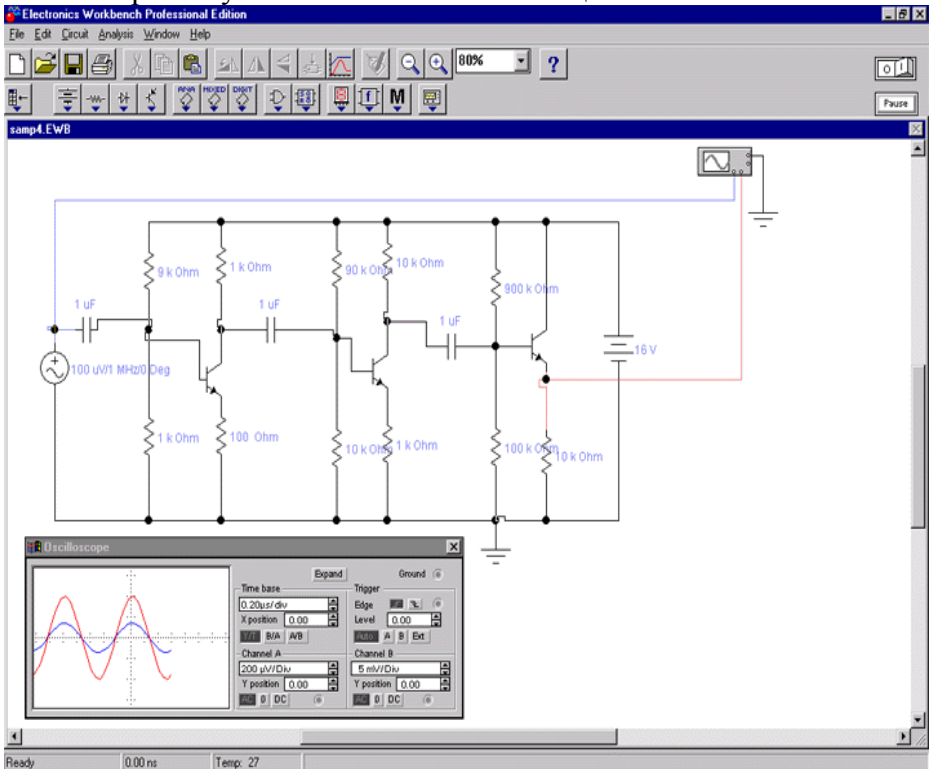 Electronics Workbench Professional Edition
File Edit Circuit Analysis Window Help
80%
?
ANA MIXED DIGIT
M
Pause
samp4.EWB
9 k Ohm
1 k Ohm
90 k Ohm
10 k Ohm
900 k Ohm
1 uF
1 uF
1 uF
16 V
100 uV/1 MHz/0 Deg
1 k Ohm
100 Ohm
10 k Ohm
1 k Ohm
100 k Ohm
10 k Ohm
Oscilloscope
Expand
Ground
Time base
Trigger
0.20µs/div
Edge
X position 0.00
Level 0.00
Y/T B/A A/B
Auto A B Ext
Channel A
Channel B
200 µV/Div
5 mV/Div
Y position 0.00
Y position 0.00
AC 0 DC
AC 0 DC
Ready 0.00 ns Temp: 27